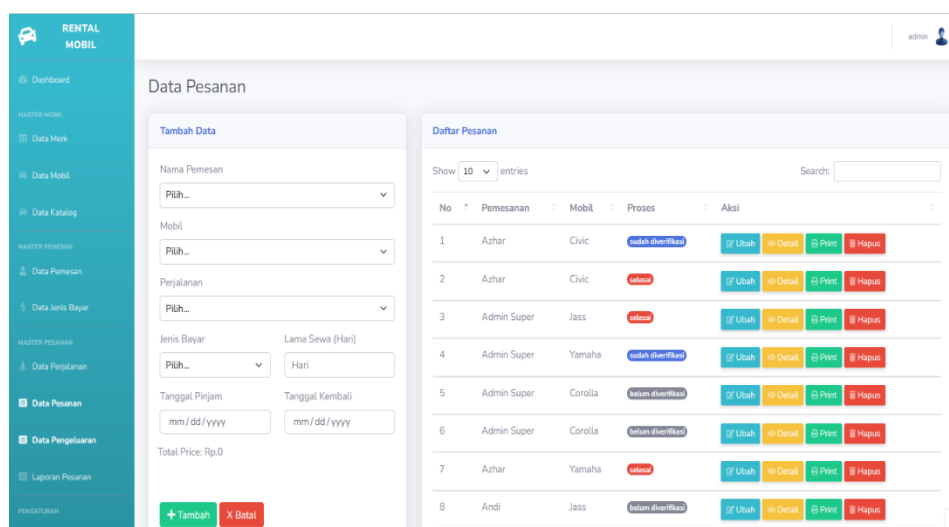 RENTAL
MOBIL
admin
Dashboard
MASTER MOBIL
Data Merk
Data Mobil
Data Katalog
MASTER PEMESAN
Data Pemesan
Data Jenis Bayar
MASTER PESANAN
Data Perjalanan
Data Pesanan
Data Pengeluaran
Laporan Pesanan
PENGATURAN
Data Pesanan
Tambah Data
Nama Pemesan
Pilih...
Mobil
Pilih...
Perjalanan
Pilih...
Jenis Bayar Lama Sewa (Hari)
Pilih... Hari
Tanggal Pinjam Tanggal Kembali
mm/dd/yyyy mm/dd/yyyy
Total Price: Rp.0
+ Tambah X Batal
Daftar Pesanan
Show 10 entries Search:
No Pemesanan Mobil Proses Aksi
1 Azhar Civic sudah diverifikasi Ubah Detail Print Hapus
2 Azhar Civic selesai Ubah Detail Print Hapus
3 Admin Super Jass selesai Ubah Detail Print Hapus
4 Admin Super Yamaha sudah diverifikasi Ubah Detail Print Hapus
5 Admin Super Corolla belum diverifikasi Ubah Detail Print Hapus
6 Admin Super Corolla belum diverifikasi Ubah Detail Print Hapus
7 Azhar Yamaha selesai Ubah Detail Print Hapus
8 Andi Jass belum diverifikasi Ubah Detail Print Hapus